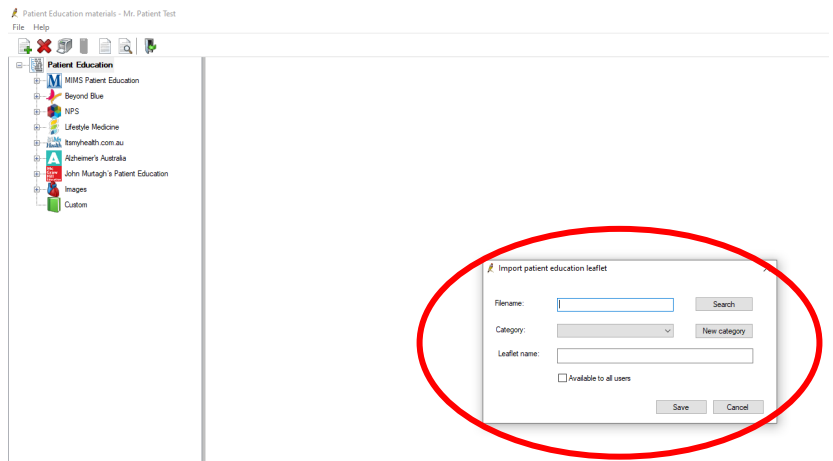 Patient Education materials - Mr. Patient Test
File Help
Patient Education
M MIMS Patient Education
Beyond Blue
NPS
Lifestyle Medicine
Itsmyhealth.com.au
Alzheimer's Australia
John Murtagh's Patient Education
Images
Custom
Import patient education leaflet
Filename: Search
Category: New category
Leaflet name:
Available to all users
Save Cancel